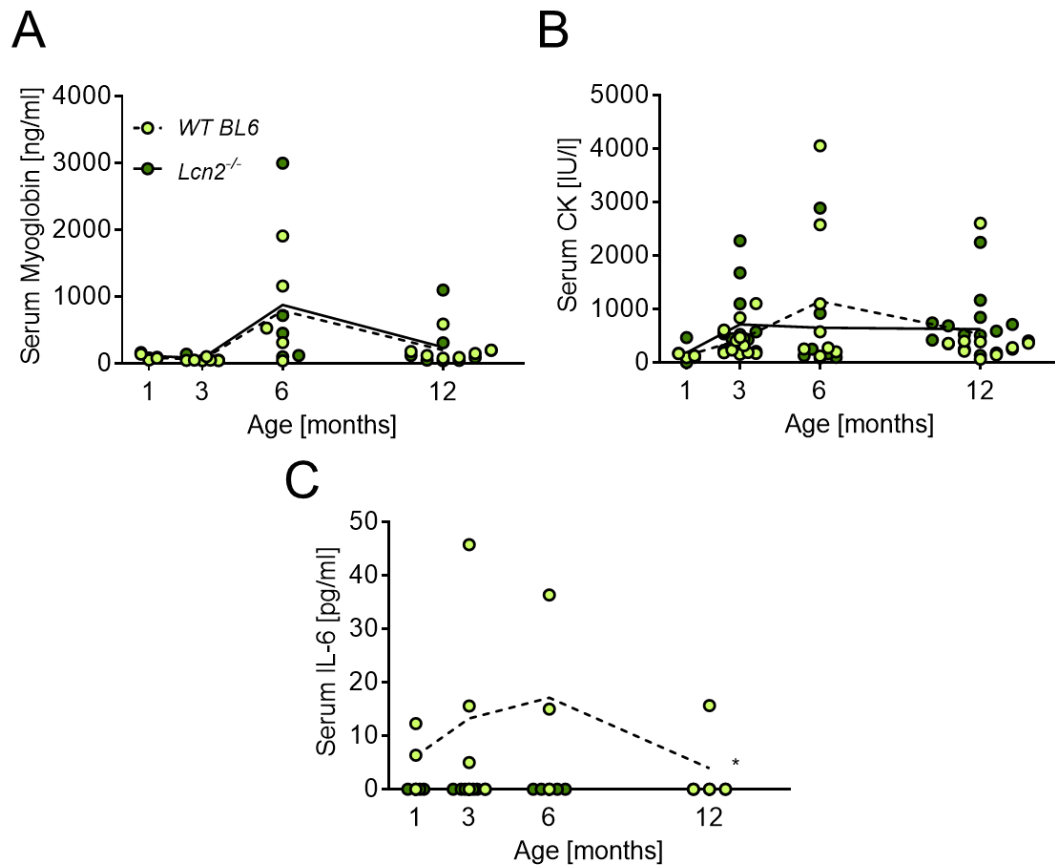 A
Serum Myoglobin [ng/ml]
4000
3000
2000
1000
0
WT BL6
Lcn2-/-
1 3 6 12
Age [months]
B
Serum CK [IU/l]
5000
4000
3000
2000
1000
0
1 3 6 12
Age [months]
C
Serum IL-6 [pg/ml]
50
40
30
20
10
0
*
1 3 6 12
Age [months]